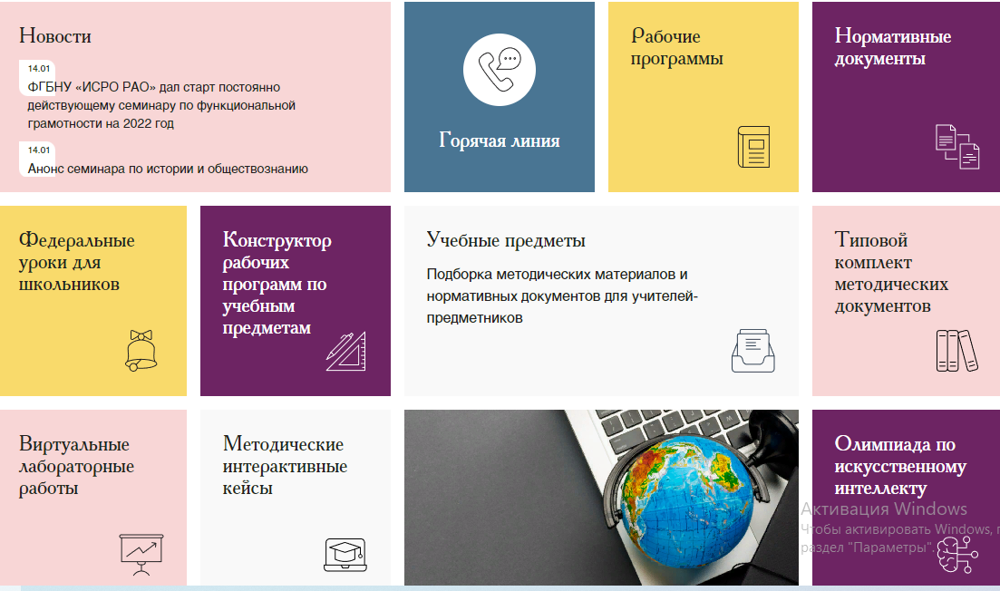 Новости
14.01
ФГБНУ «ИСРО РАО» дал старт постоянно
действующему семинару по функциональной
грамотности на 2022 год
14.01
Анонс семинара по истории и обществознанию
Горячая линия
Рабочие
программы
Нормативные
документы
Федеральные
уроки для
школьников
Конструктор
рабочих
программ по
учебным
предметам
Учебные предметы
Подборка методических материалов и
нормативных документов для учителей-
предметников
Типовой
комплект
методических
документов
Виртуальные
лабораторные
работы
Методические
интерактивные
кейсы
Олимпиада по
искусственному
интеллекту
Активация Windows
Чтобы активировать Windows,
раздел "Параметры".